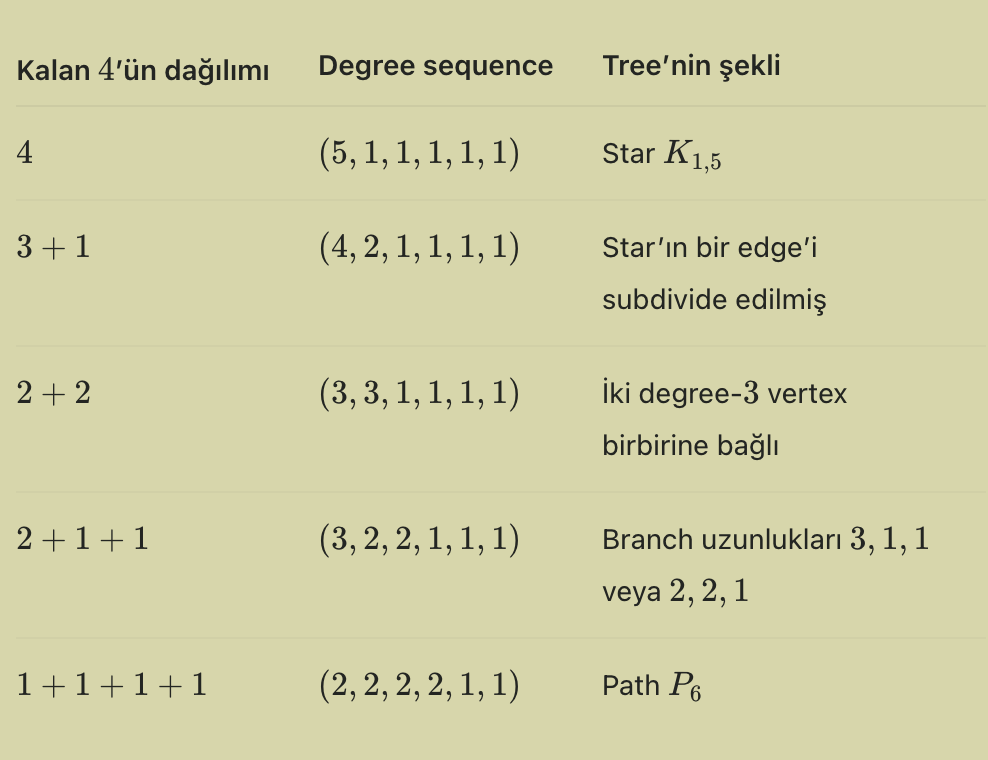 Kalan 4'ün dağılımı Degree sequence Tree'nin şekli
4 (5, 1, 1, 1, 1, 1) Star K₁,₅
3 + 1 (4, 2, 1, 1, 1, 1) Star'ın bir edge'i
subdivide edilmiş
2 + 2 (3, 3, 1, 1, 1, 1) İki degree-3 vertex
birbirine bağlı
2 + 1 + 1 (3, 2, 2, 1, 1, 1) Branch uzunlukları 3, 1, 1
veya 2, 2, 1
1 + 1 + 1 + 1 (2, 2, 2, 2, 1, 1) Path P₆